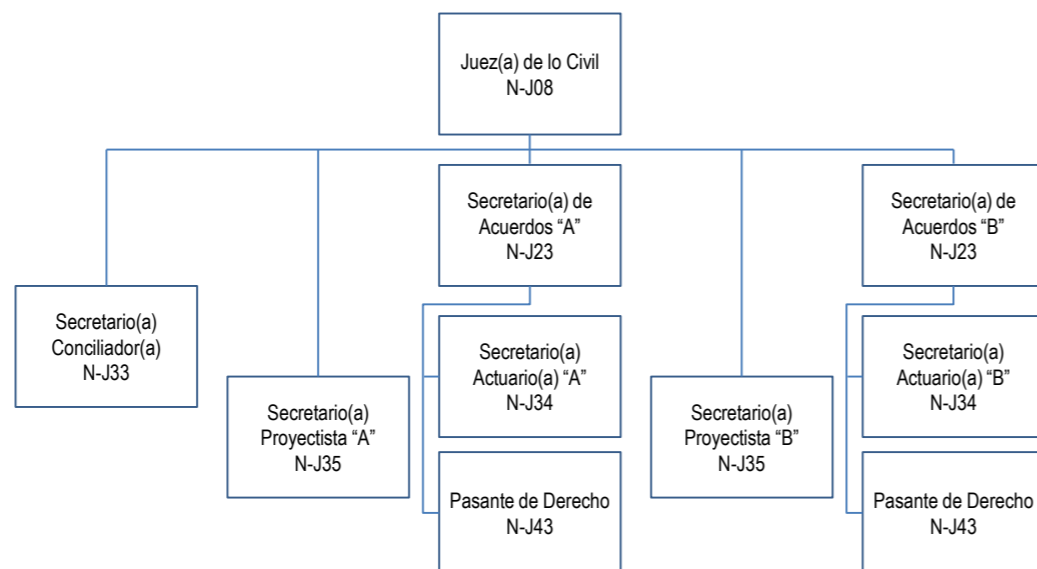 Juez(a) de lo Civil
N-J08
Secretario(a) de
Acuerdos “A”
N-J23
Secretario(a) de
Acuerdos “B”
N-J23
Secretario(a)
Conciliador(a)
N-J33
Secretario(a)
Actuario(a) “A”
N-J34
Secretario(a)
Actuario(a) “B”
N-J34
Secretario(a)
Proyectista “A”
N-J35
Secretario(a)
Proyectista “B”
N-J35
Pasante de Derecho
N-J43
Pasante de Derecho
N-J43